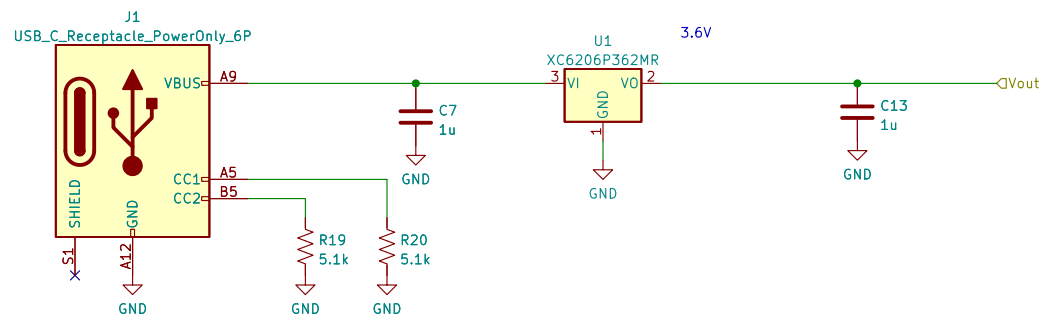 J1
USB_C_Receptacle_PowerOnly_6P
VBUS
A9
CC1
A5
CC2
B5
SHIELD
GND
S1
A12
GND
R19
5.1k
GND
R20
5.1k
GND
C7
1u
GND
U1
XC6206P362MR
3.6V
3
VI
VO
2
GND
1
GND
C13
1u
GND
Vout